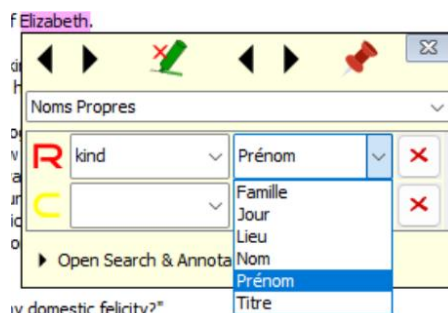 f Elizabeth.
Noms Propres
R kind Prénom
C
Famille
Jour
Lieu
Nom
Prénom
Titre
Open Search & Annota
domestic felicity?"